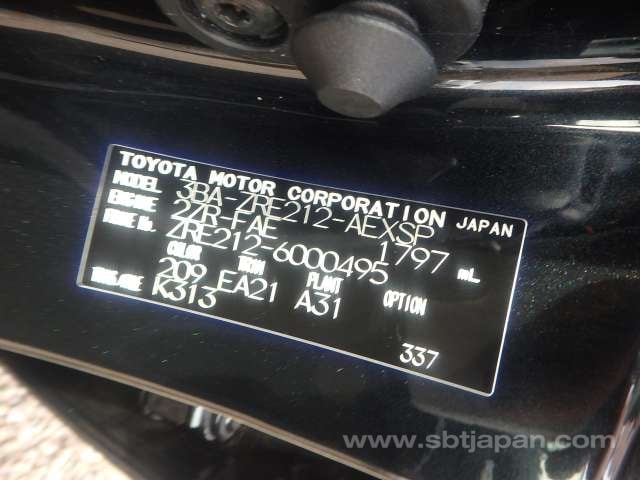 TOYOTA MOTOR CORPORATION JAPAN
MODEL 3BA-ZRE212-AEXSP
ENGINE 2ZR-FAE 1797 mL
FRAME No. ZRE212-6000495
COLOR TRIM PLANT OPTION
209 EA21 A31
TRANS./AXLE K313
337
www.sbtjapan.com